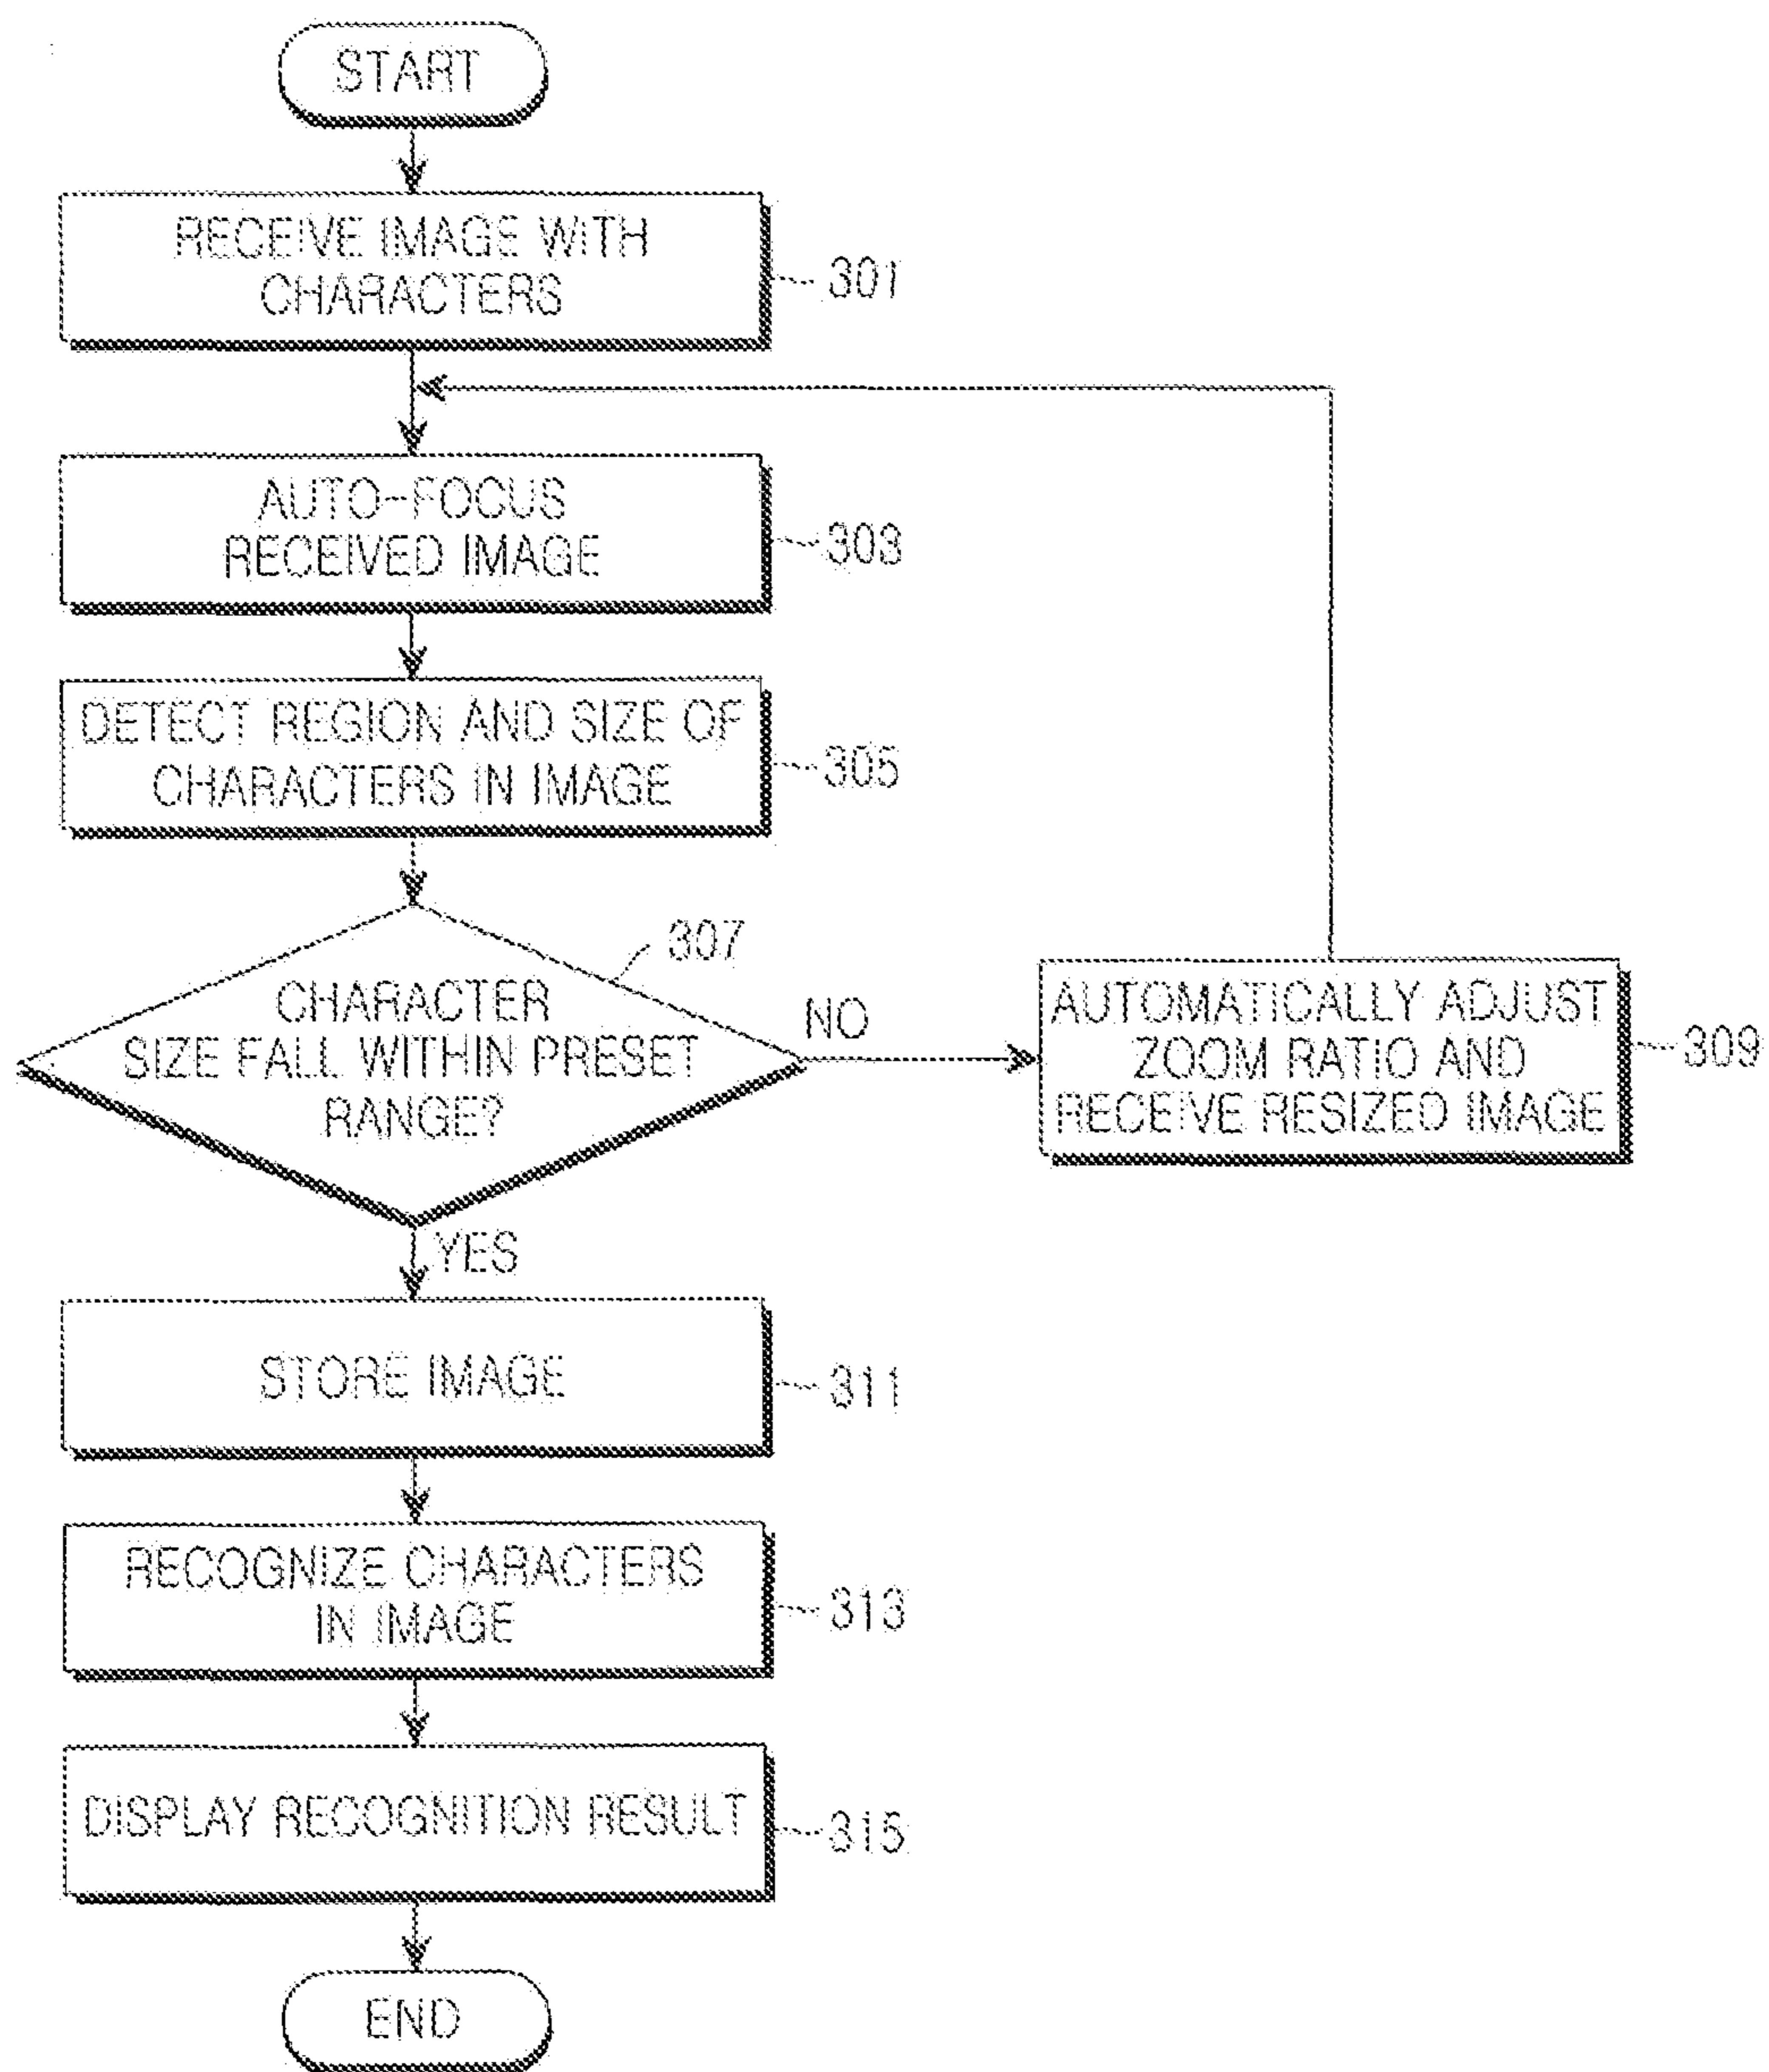 START
RECEIVE IMAGE WITH
CHARACTERS
301
AUTO-FOCUS
RECEIVED IMAGE
303
DETECT REGION AND SIZE OF
CHARACTERS IN IMAGE
305
307
CHARACTER
SIZE FALL WITHIN PRESET
RANGE?
NO
AUTOMATICALLY ADJUST
ZOOM RATIO AND
RECEIVE RESIZED IMAGE
309
YES
STORE IMAGE
311
RECOGNIZE CHARACTERS
IN IMAGE
313
DISPLAY RECOGNITION RESULT
315
END